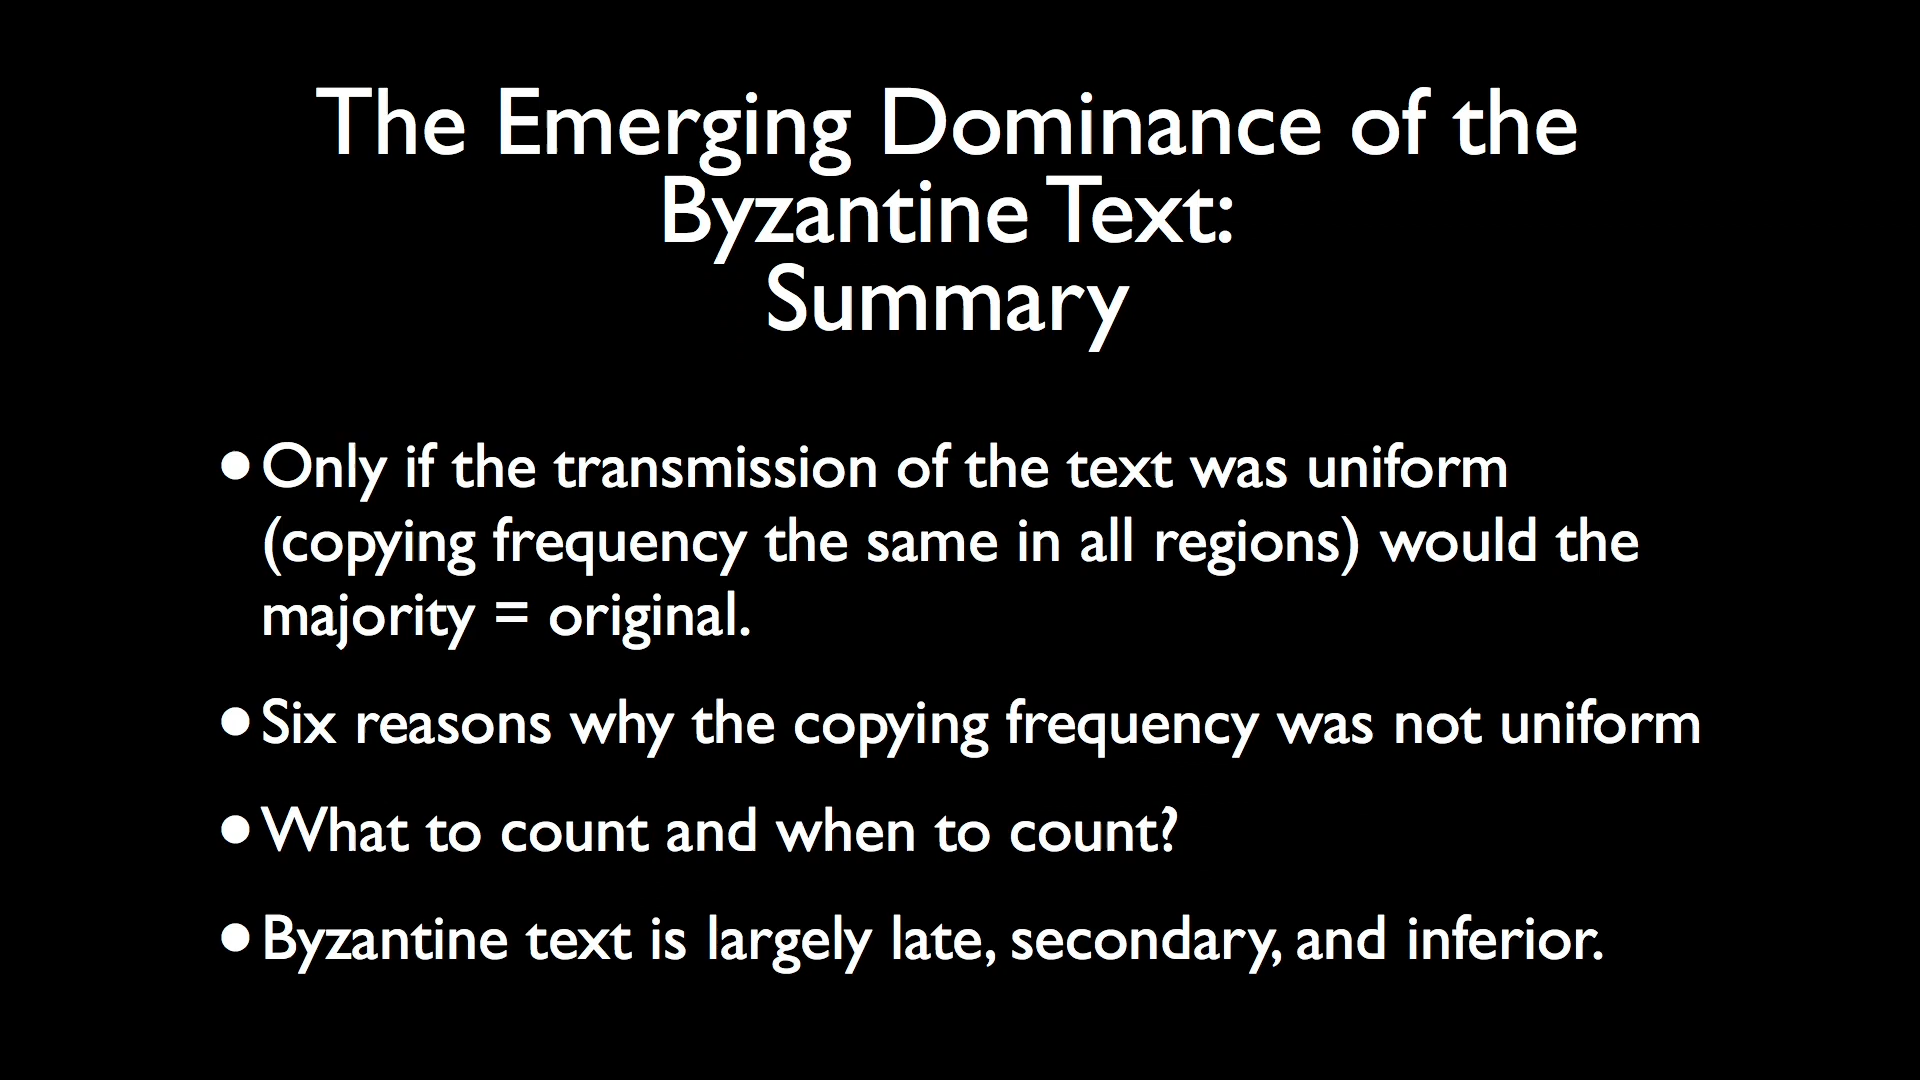 The Emerging Dominance of the
Byzantine Text:
Summary
• Only if the transmission of the text was uniform
(copying frequency the same in all regions) would the
majority = original.
• Six reasons why the copying frequency was not uniform
• What to count and when to count?
• Byzantine text is largely late, secondary, and inferior.